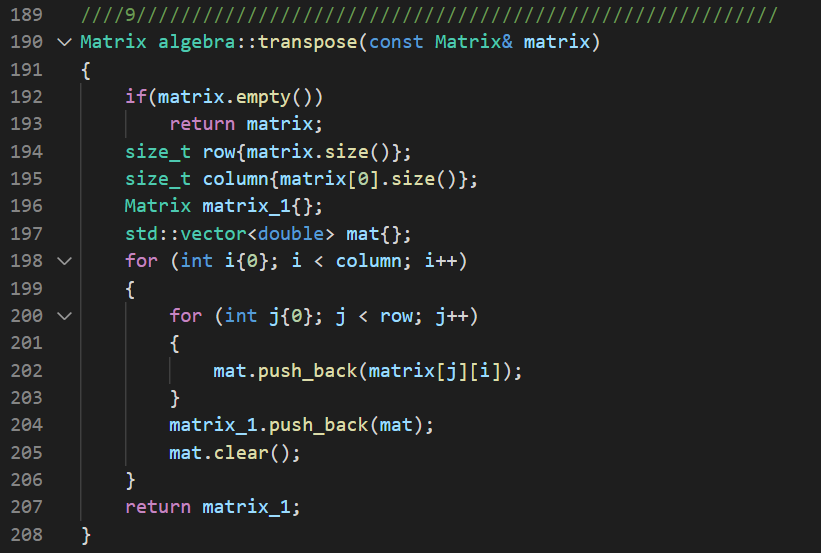 189 ////9//////////////////////////////////////////////////////////
190 Matrix algebra::transpose(const Matrix& matrix)
191 {
192     if(matrix.empty())
193         return matrix;
194     size_t row{matrix.size()};
195     size_t column{matrix[0].size()};
196     Matrix matrix_1{};
197     std::vector<double> mat{};
198     for (int i{0}; i < column; i++)
199     {
200         for (int j{0}; j < row; j++)
201         {
202             mat.push_back(matrix[j][i]);
203         }
204         matrix_1.push_back(mat);
205         mat.clear();
206     }
207     return matrix_1;
208 }